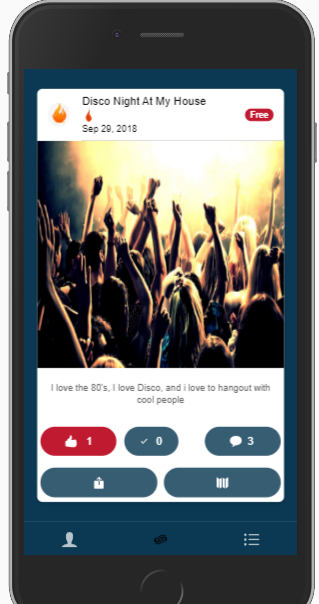 Disco Night At My House
Free
Sep 29, 2018
I love the 80's, I love Disco, and i love to hangout with
cool people
1
0
3